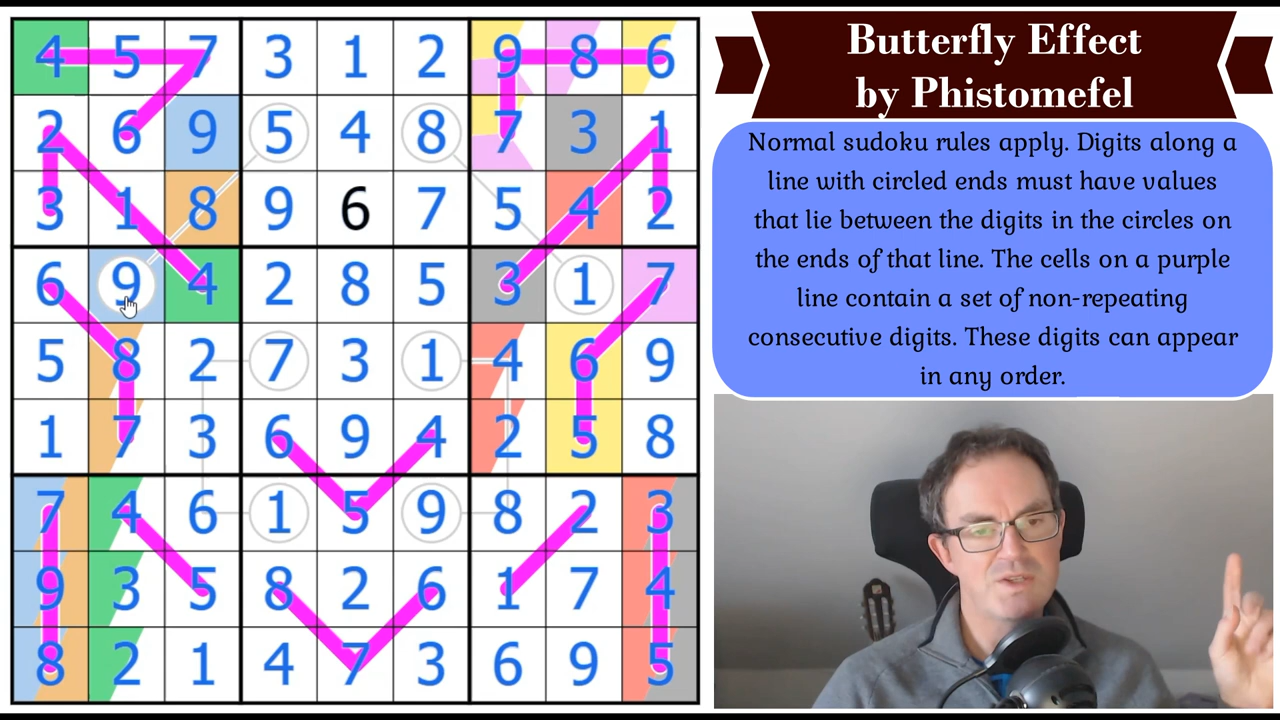 4 5 7 3 1 2 9 8 6
2 6 9 5 4 8 7 3 1
3 1 8 9 6 7 5 4 2
6 9 4 2 8 5 3 1 7
5 8 2 7 3 1 4 6 9
1 7 3 6 9 4 2 5 8
7 4 6 1 5 9 8 2 3
9 3 5 8 2 6 1 7 4
8 2 1 4 7 3 6 9 5
Butterfly Effect
by Phistomefel
Normal sudoku rules apply. Digits along a
line with circled ends must have values
that lie between the digits in the circles on
the ends of that line. The cells on a purple
line contain a set of non-repeating
consecutive digits. These digits can appear
in any order.